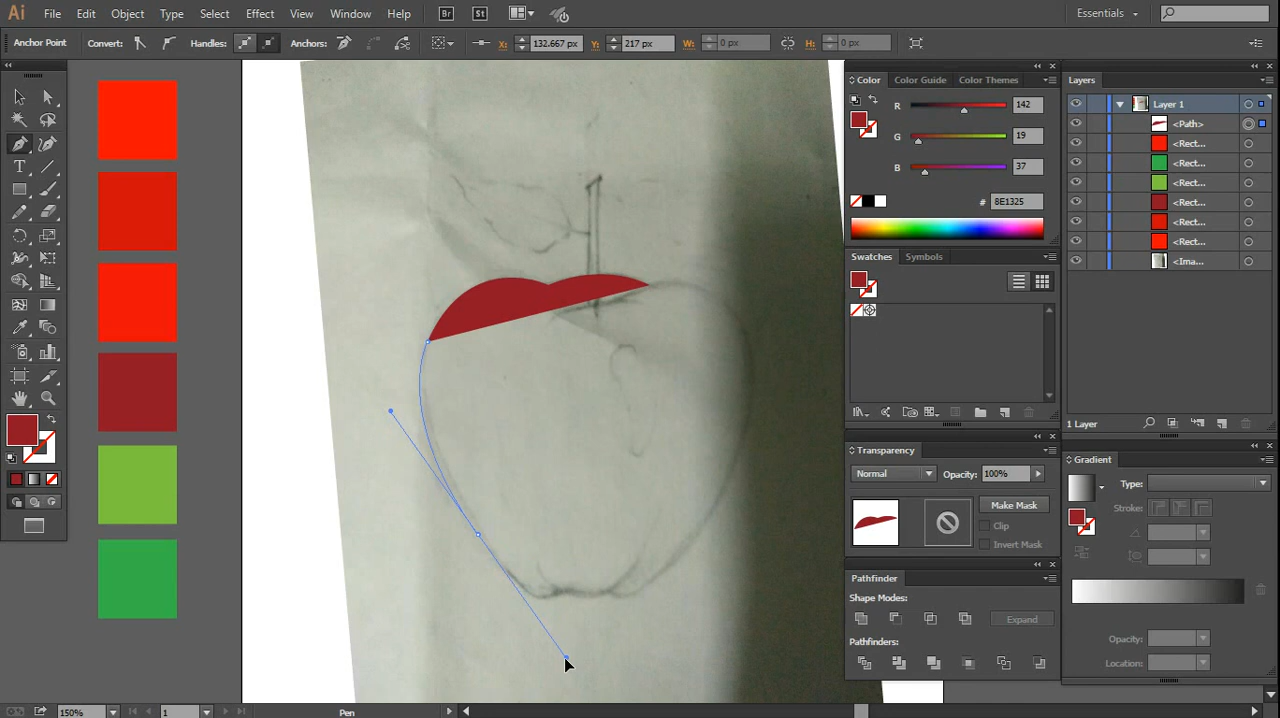 Ai File Edit Object Type Select Effect View Window Help Br St Essentials
Anchor Point Convert: Handles: Anchors: X: 132.667 px Y: 217 px W: 0 px H: 0 px
Color Color Guide Color Themes
R 142
G 19
B 37
# 8E1325
Swatches Symbols
Transparency
Normal Opacity: 100%
Make Mask
Clip
Invert Mask
Pathfinder
Shape Modes:
Expand
Pathfinders:
Layers
Layer 1
<Path>
<Rect...
<Rect...
<Rect...
<Rect...
<Rect...
<Rect...
<Ima...
1 Layer
Gradient
Type:
Stroke:
Opacity:
Location:
150% 1 Pen